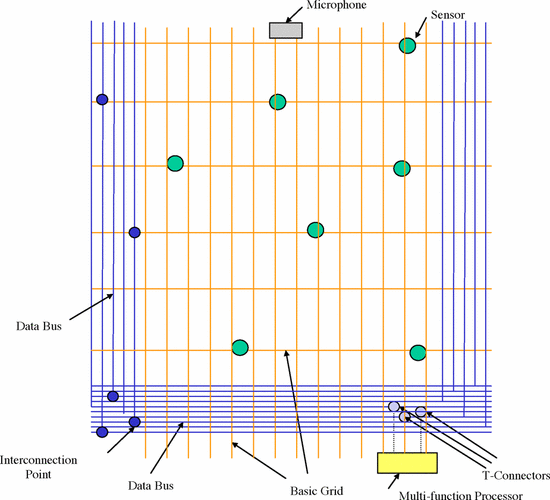 Microphone
Sensor
Data Bus
Interconnection
Point
Data Bus
Basic Grid
T-Connectors
Multi-function Processor